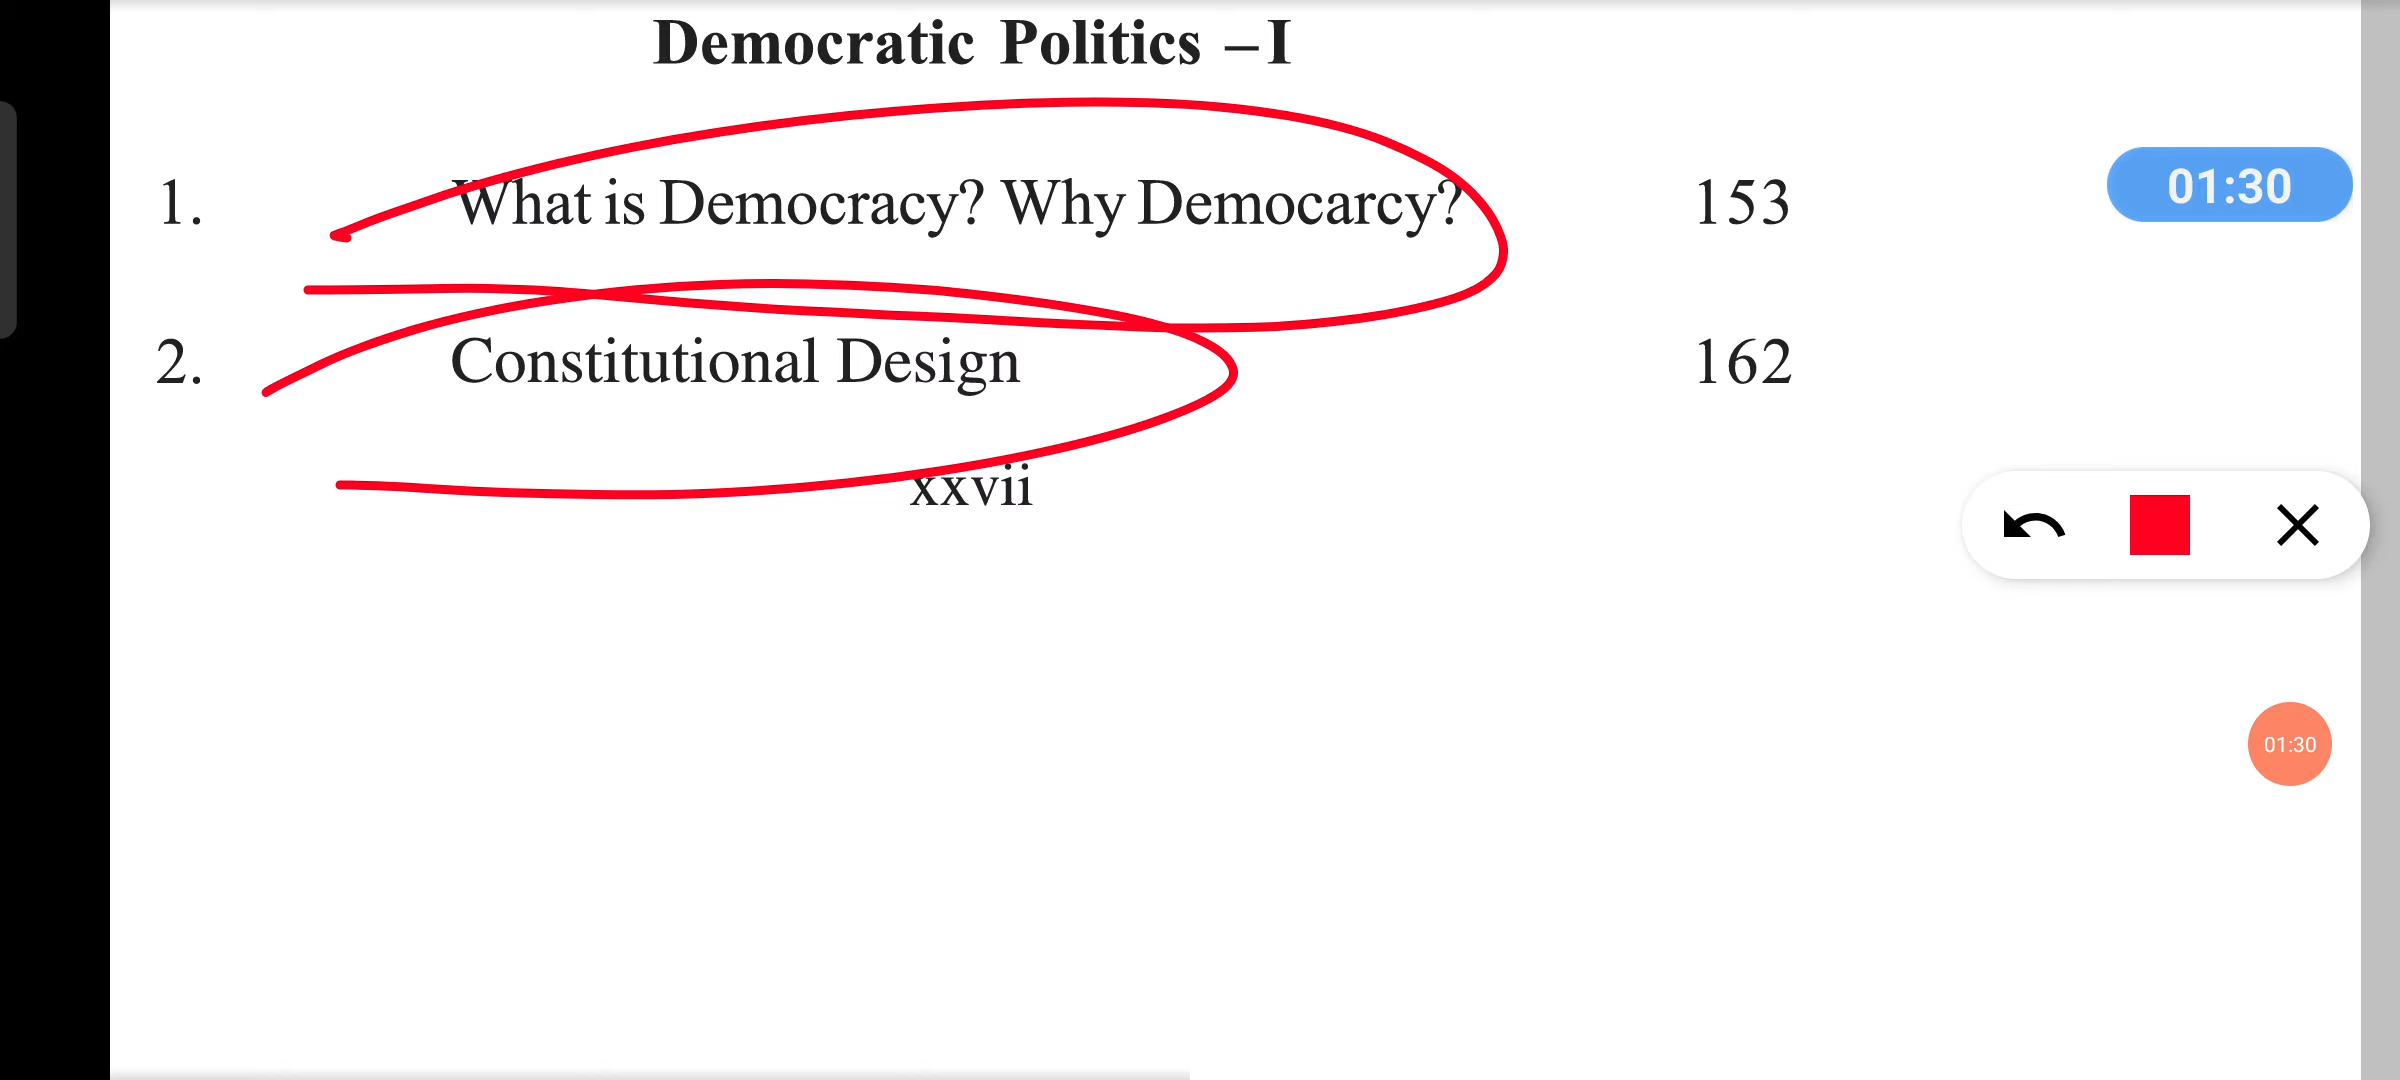 Democratic Politics – I
1. What is Democracy? Why Democarcy? 153
01:30
2. Constitutional Design 162
xxvii
01:30